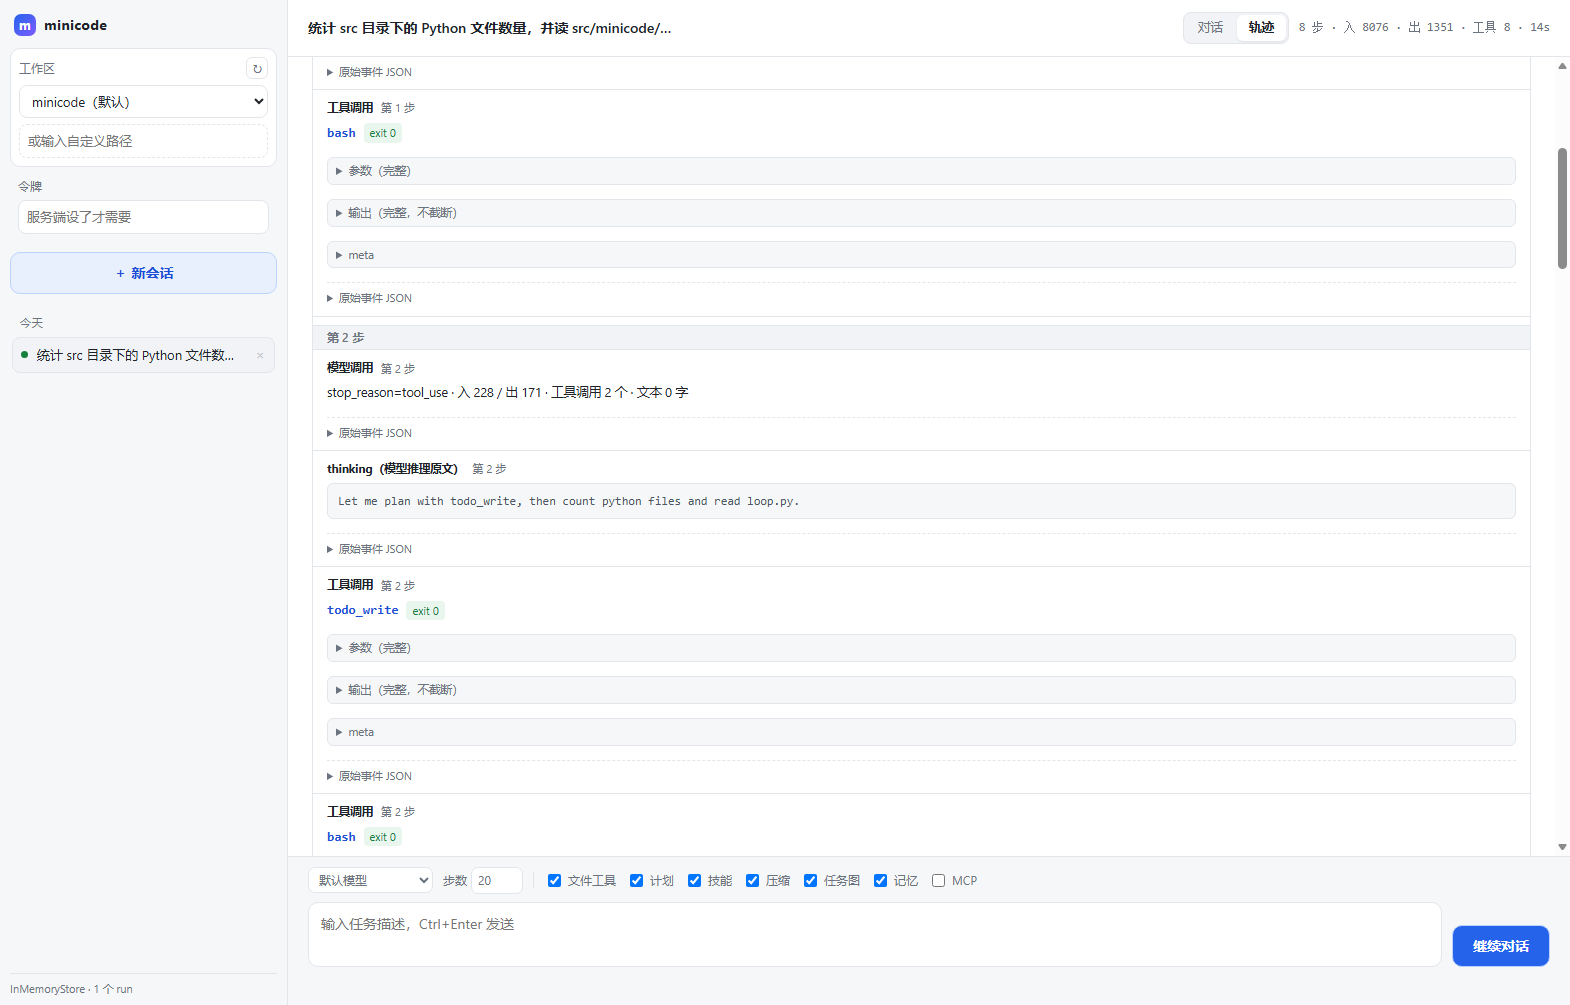 m minicode
工作区 ↻
minicode（默认）
或输入自定义路径
令牌
服务端设了才需要
+ 新会话
今天
统计 src 目录下的 Python 文件数... ×
InMemoryStore · 1 个 run
统计 src 目录下的 Python 文件数量，并读 src/minicode/...
对话 轨迹 8 步 · 入 8076 · 出 1351 · 工具 8 · 14s
▶ 原始事件 JSON
工具调用 第 1 步
bash exit 0
▶ 参数（完整）
▶ 输出（完整，不截断）
▶ meta
▶ 原始事件 JSON
第 2 步
模型调用 第 2 步
stop_reason=tool_use · 入 228 / 出 171 · 工具调用 2 个 · 文本 0 字
▶ 原始事件 JSON
thinking（模型推理原文） 第 2 步
Let me plan with todo_write, then count python files and read loop.py.
▶ 原始事件 JSON
工具调用 第 2 步
todo_write exit 0
▶ 参数（完整）
▶ 输出（完整，不截断）
▶ meta
▶ 原始事件 JSON
工具调用 第 2 步
bash exit 0
默认模型 步数 20 文件工具 计划 技能 压缩 任务图 记忆 MCP
输入任务描述，Ctrl+Enter 发送
继续对话